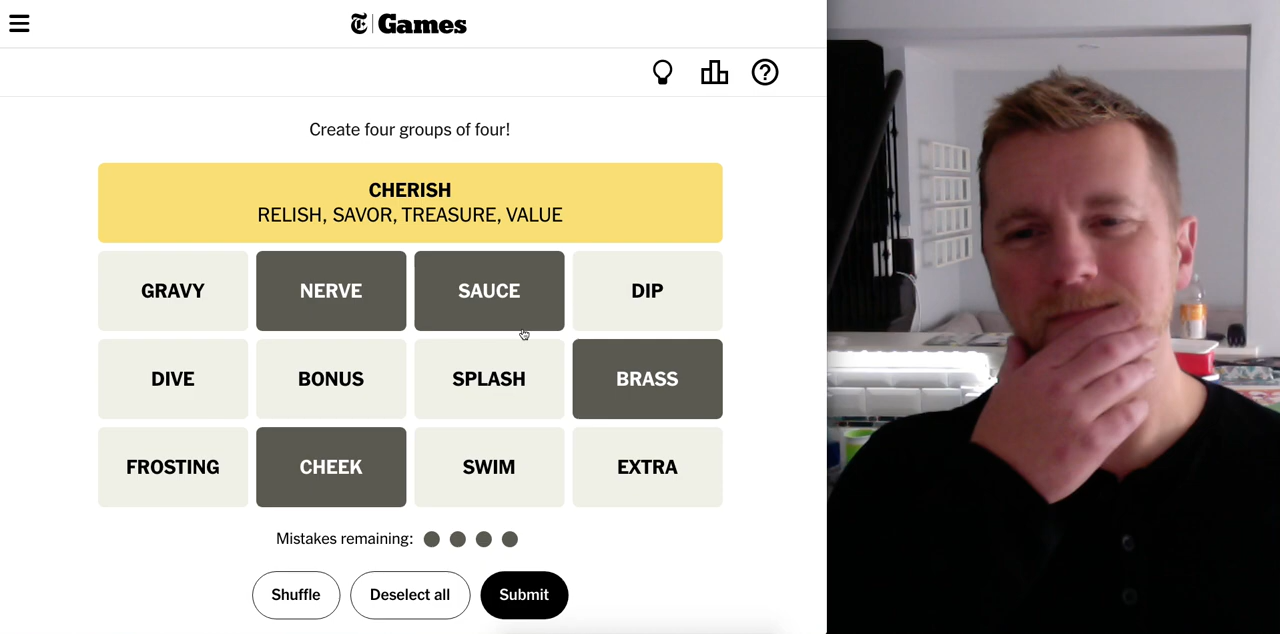 T Games
Create four groups of four!
CHERISH
RELISH, SAVOR, TREASURE, VALUE
GRAVY NERVE SAUCE DIP
DIVE BONUS SPLASH BRASS
FROSTING CHEEK SWIM EXTRA
Mistakes remaining:
Shuffle Deselect all Submit